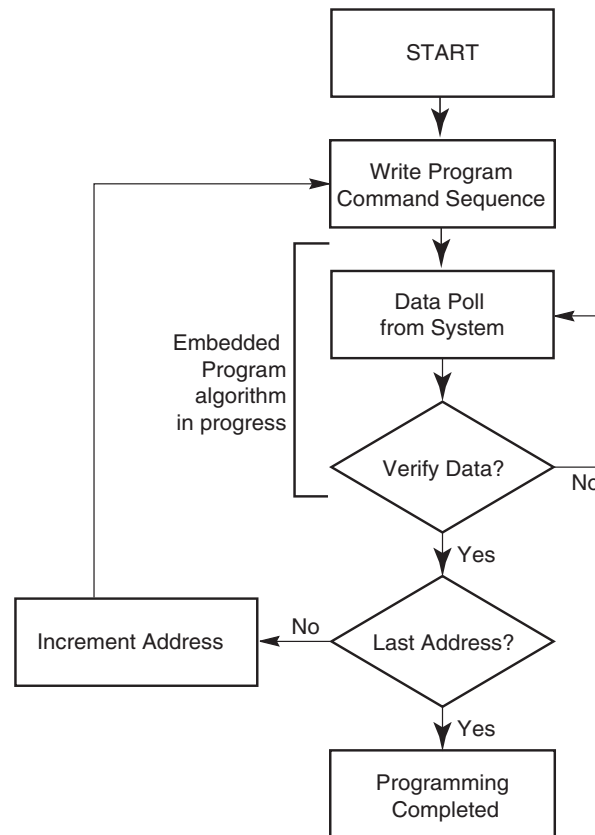 START
Write Program
Command Sequence
Data Poll
from System
Embedded
Program
algorithm
in progress
Verify Data?
No
Yes
Increment Address
No
Last Address?
Yes
Programming
Completed